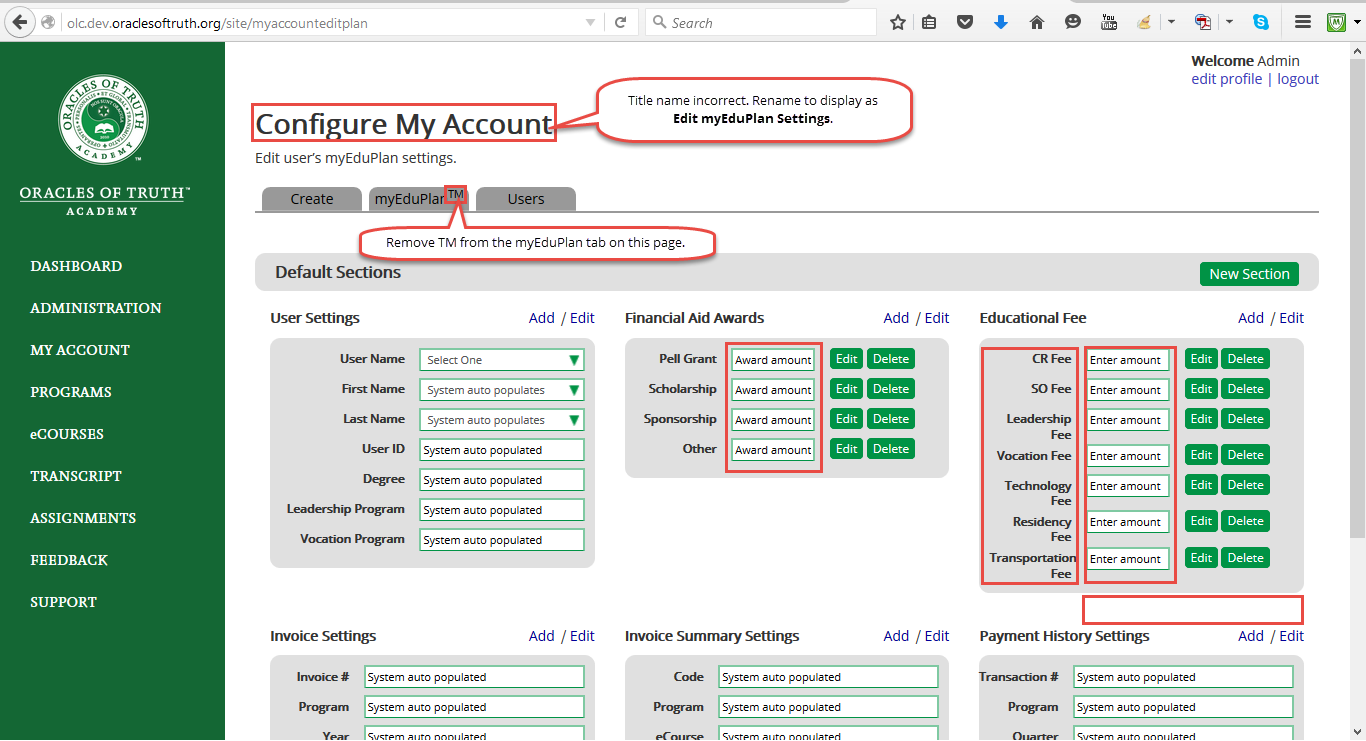 olc.dev.oraclesoftruth.org/site/myaccounteditplan
Search
You
Tube
Welcome Admin
edit profile | logout
ORACLES OF TRUTH
ACADEMY
ORACLES OF TRUTH™
ACADEMY
DASHBOARD
ADMINISTRATION
MY ACCOUNT
PROGRAMS
eCOURSES
TRANSCRIPT
ASSIGNMENTS
FEEDBACK
SUPPORT
Configure My Account
Title name incorrect. Rename to display as
Edit myEduPlan Settings.
Edit user's myEduPlan settings.
Create
myEduPlan TM
Users
Remove TM from the myEduPlan tab on this page.
Default Sections
New Section
User Settings Add / Edit
User Name Select One
First Name System auto populates
Last Name System auto populates
User ID System auto populated
Degree System auto populated
Leadership Program System auto populated
Vocation Program System auto populated
Financial Aid Awards Add / Edit
Pell Grant Award amount Edit Delete
Scholarship Award amount Edit Delete
Sponsorship Award amount Edit Delete
Other Award amount Edit Delete
Educational Fee Add / Edit
CR Fee Enter amount Edit Delete
SO Fee Enter amount Edit Delete
Leadership Enter amount Edit Delete
Fee
Vocation Fee Enter amount Edit Delete
Technology Enter amount Edit Delete
Fee
Residency Enter amount Edit Delete
Fee
Transportation Enter amount Edit Delete
Fee
Invoice Settings Add / Edit
Invoice # System auto populated
Program System auto populated
Year System auto populated
Invoice Summary Settings Add / Edit
Code System auto populated
Program System auto populated
eCourse System auto populated
Payment History Settings Add / Edit
Transaction # System auto populated
Program System auto populated
Quarter System auto populated